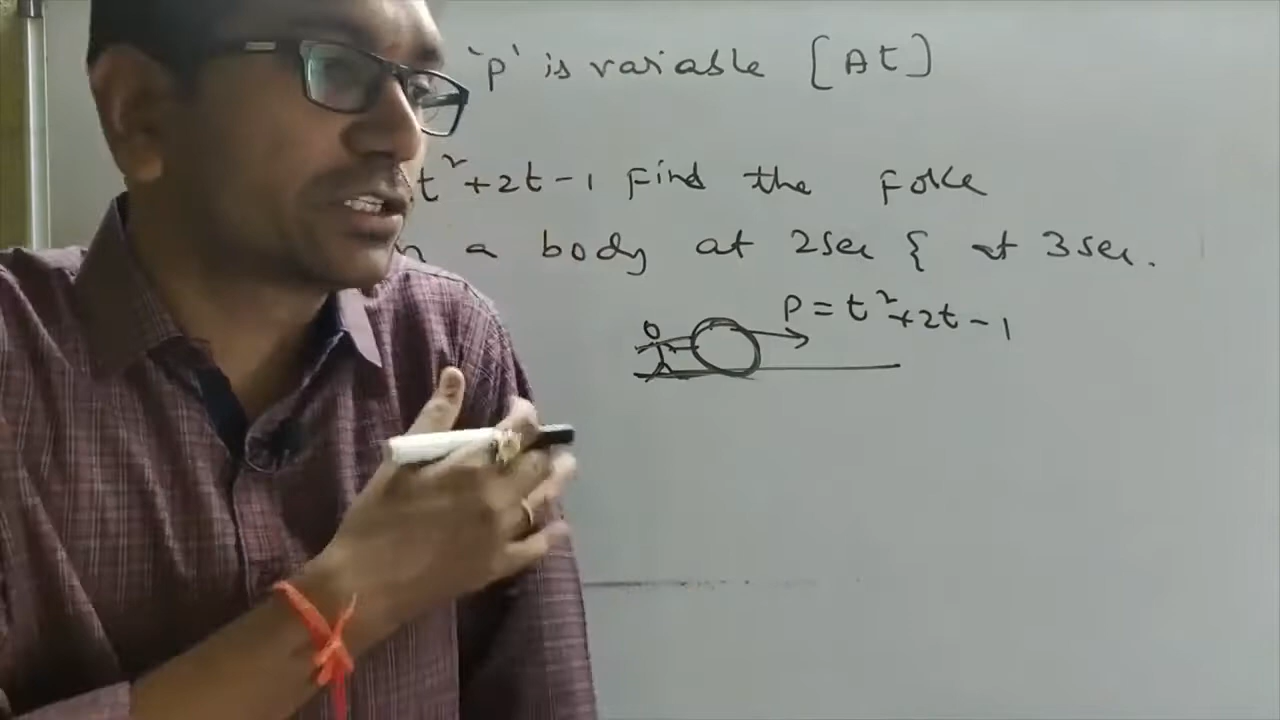 'p' is variable [At]
t²+2t-1 Find the Force
a body at 2sec { at 3sec.
P = t²+2t-1